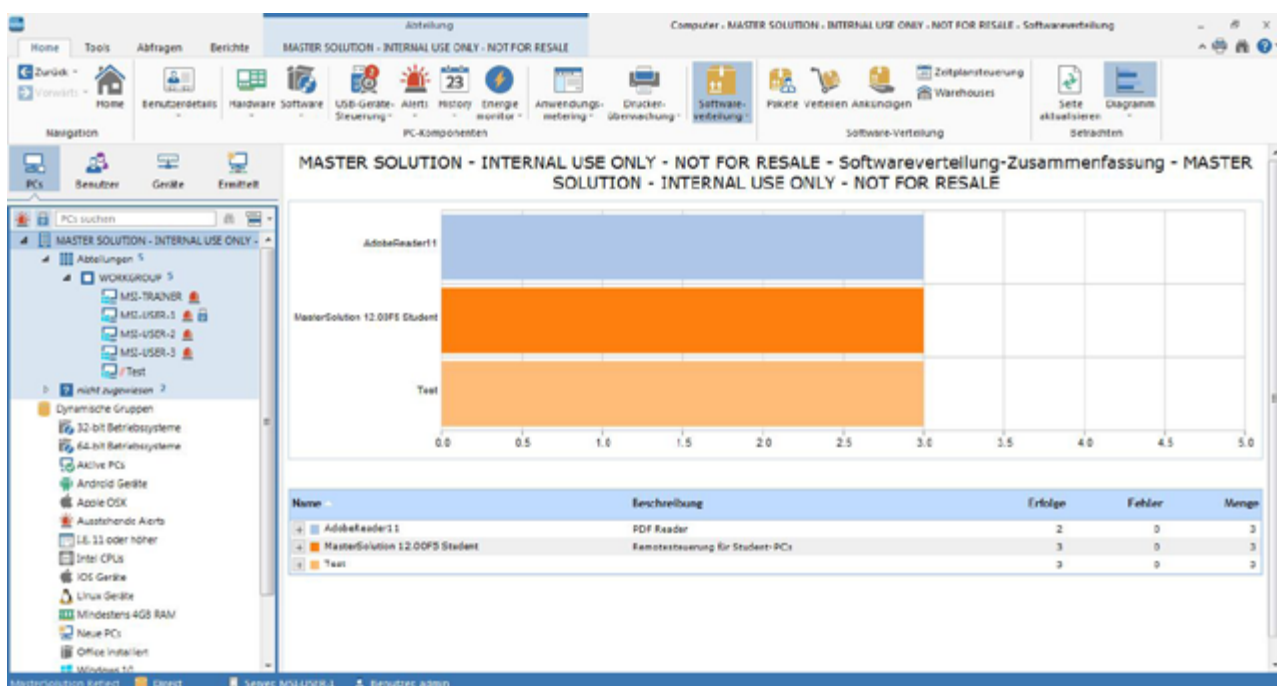 Abteilung
Computer - MASTER SOLUTION - INTERNAL USE ONLY - NOT FOR RESALE - Softwareverteilung
Home Tools Abfragen Berichte MASTER SOLUTION - INTERNAL USE ONLY - NOT FOR RESALE
Zurück
Vorwärts
Home
Benutzerdetails
Hardware
Software
USB-Geräte-Steuerung
Alerts
History
23
Energie monitor
Anwendungs-metering
Drucker-überwachung
Software-verteilung
Pakete
Verteilen
Ankündigen
Zeitplansteuerung
Warehouses
Seite aktualisieren
Diagramm
Navigation
PC-Komponenten
Software-Verteilung
Betrachten
PCs Benutzer Geräte Ermittelt
PCs suchen
MASTER SOLUTION - INTERNAL USE ONLY -
Abteilungen 5
WORKGROUP 5
MSI-TRAINER
MSI-USER-1
MSI-USER-2
MSI-USER-3
Test
nicht zugewiesen 2
Dynamische Gruppen
32-bit Betriebssysteme
64-bit Betriebssysteme
Aktive PCs
Android Geräte
Apple OSX
Ausstehende Alerts
I.E. 11 oder höher
Intel CPUs
iOS Geräte
Linux Geräte
Mindestens 4GB RAM
Neue PCs
Office installiert
Windows 10
MASTER SOLUTION - INTERNAL USE ONLY - NOT FOR RESALE - Softwareverteilung-Zusammenfassung - MASTER
SOLUTION - INTERNAL USE ONLY - NOT FOR RESALE
AdobeReader11
MasterSolution 12.00F5 Student
Test
0.0 0.5 1.0 1.5 2.0 2.5 3.0 3.5 4.0 4.5 5.0
Name Beschreibung Erfolge Fehler Menge
AdobeReader11 PDF Reader 2 0 3
MasterSolution 12.00F5 Student Remotesteuerung für Student-PCs 3 0 3
Test 3 0 3
MasterSolution Reflect Direct Server: MSI-USER-1 Benutzer: admin